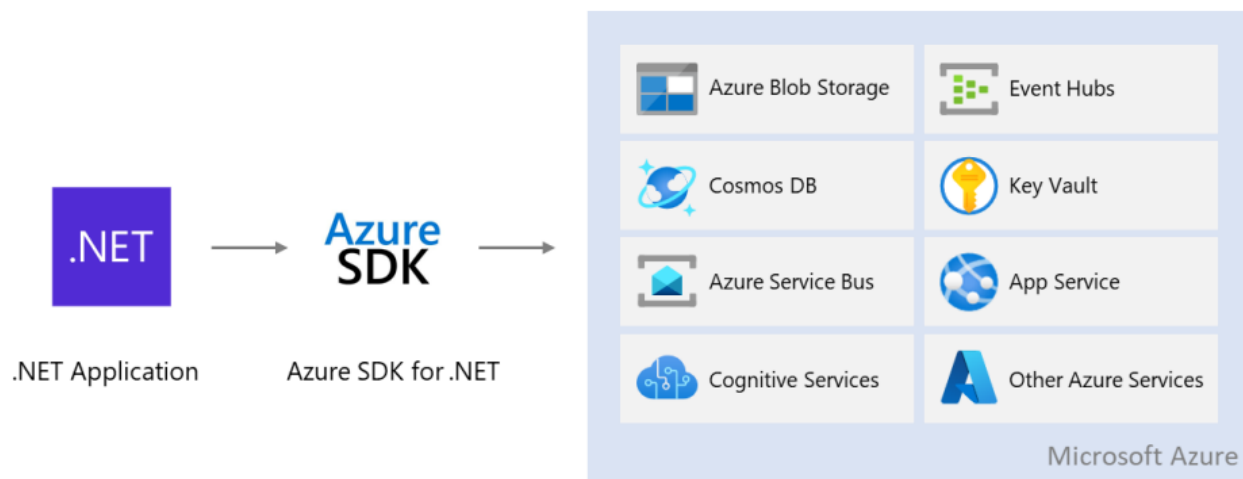 Azure Blob Storage
Event Hubs
Cosmos DB
Key Vault
.NET
Azure
SDK
Azure Service Bus
App Service
.NET Application
Azure SDK for .NET
Cognitive Services
Other Azure Services
Microsoft Azure